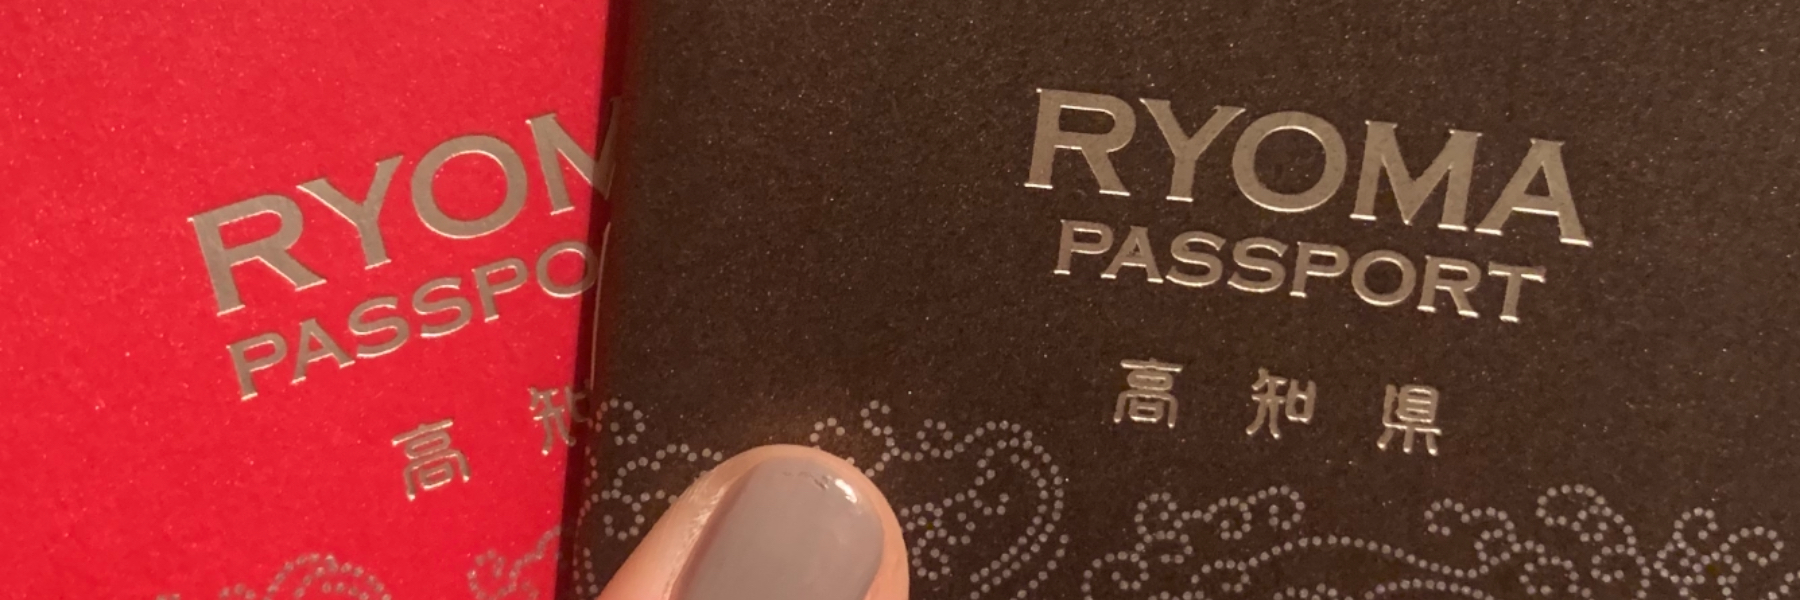 RYOM
PASSPO
高知
RYOMA
PASSPORT
高知県